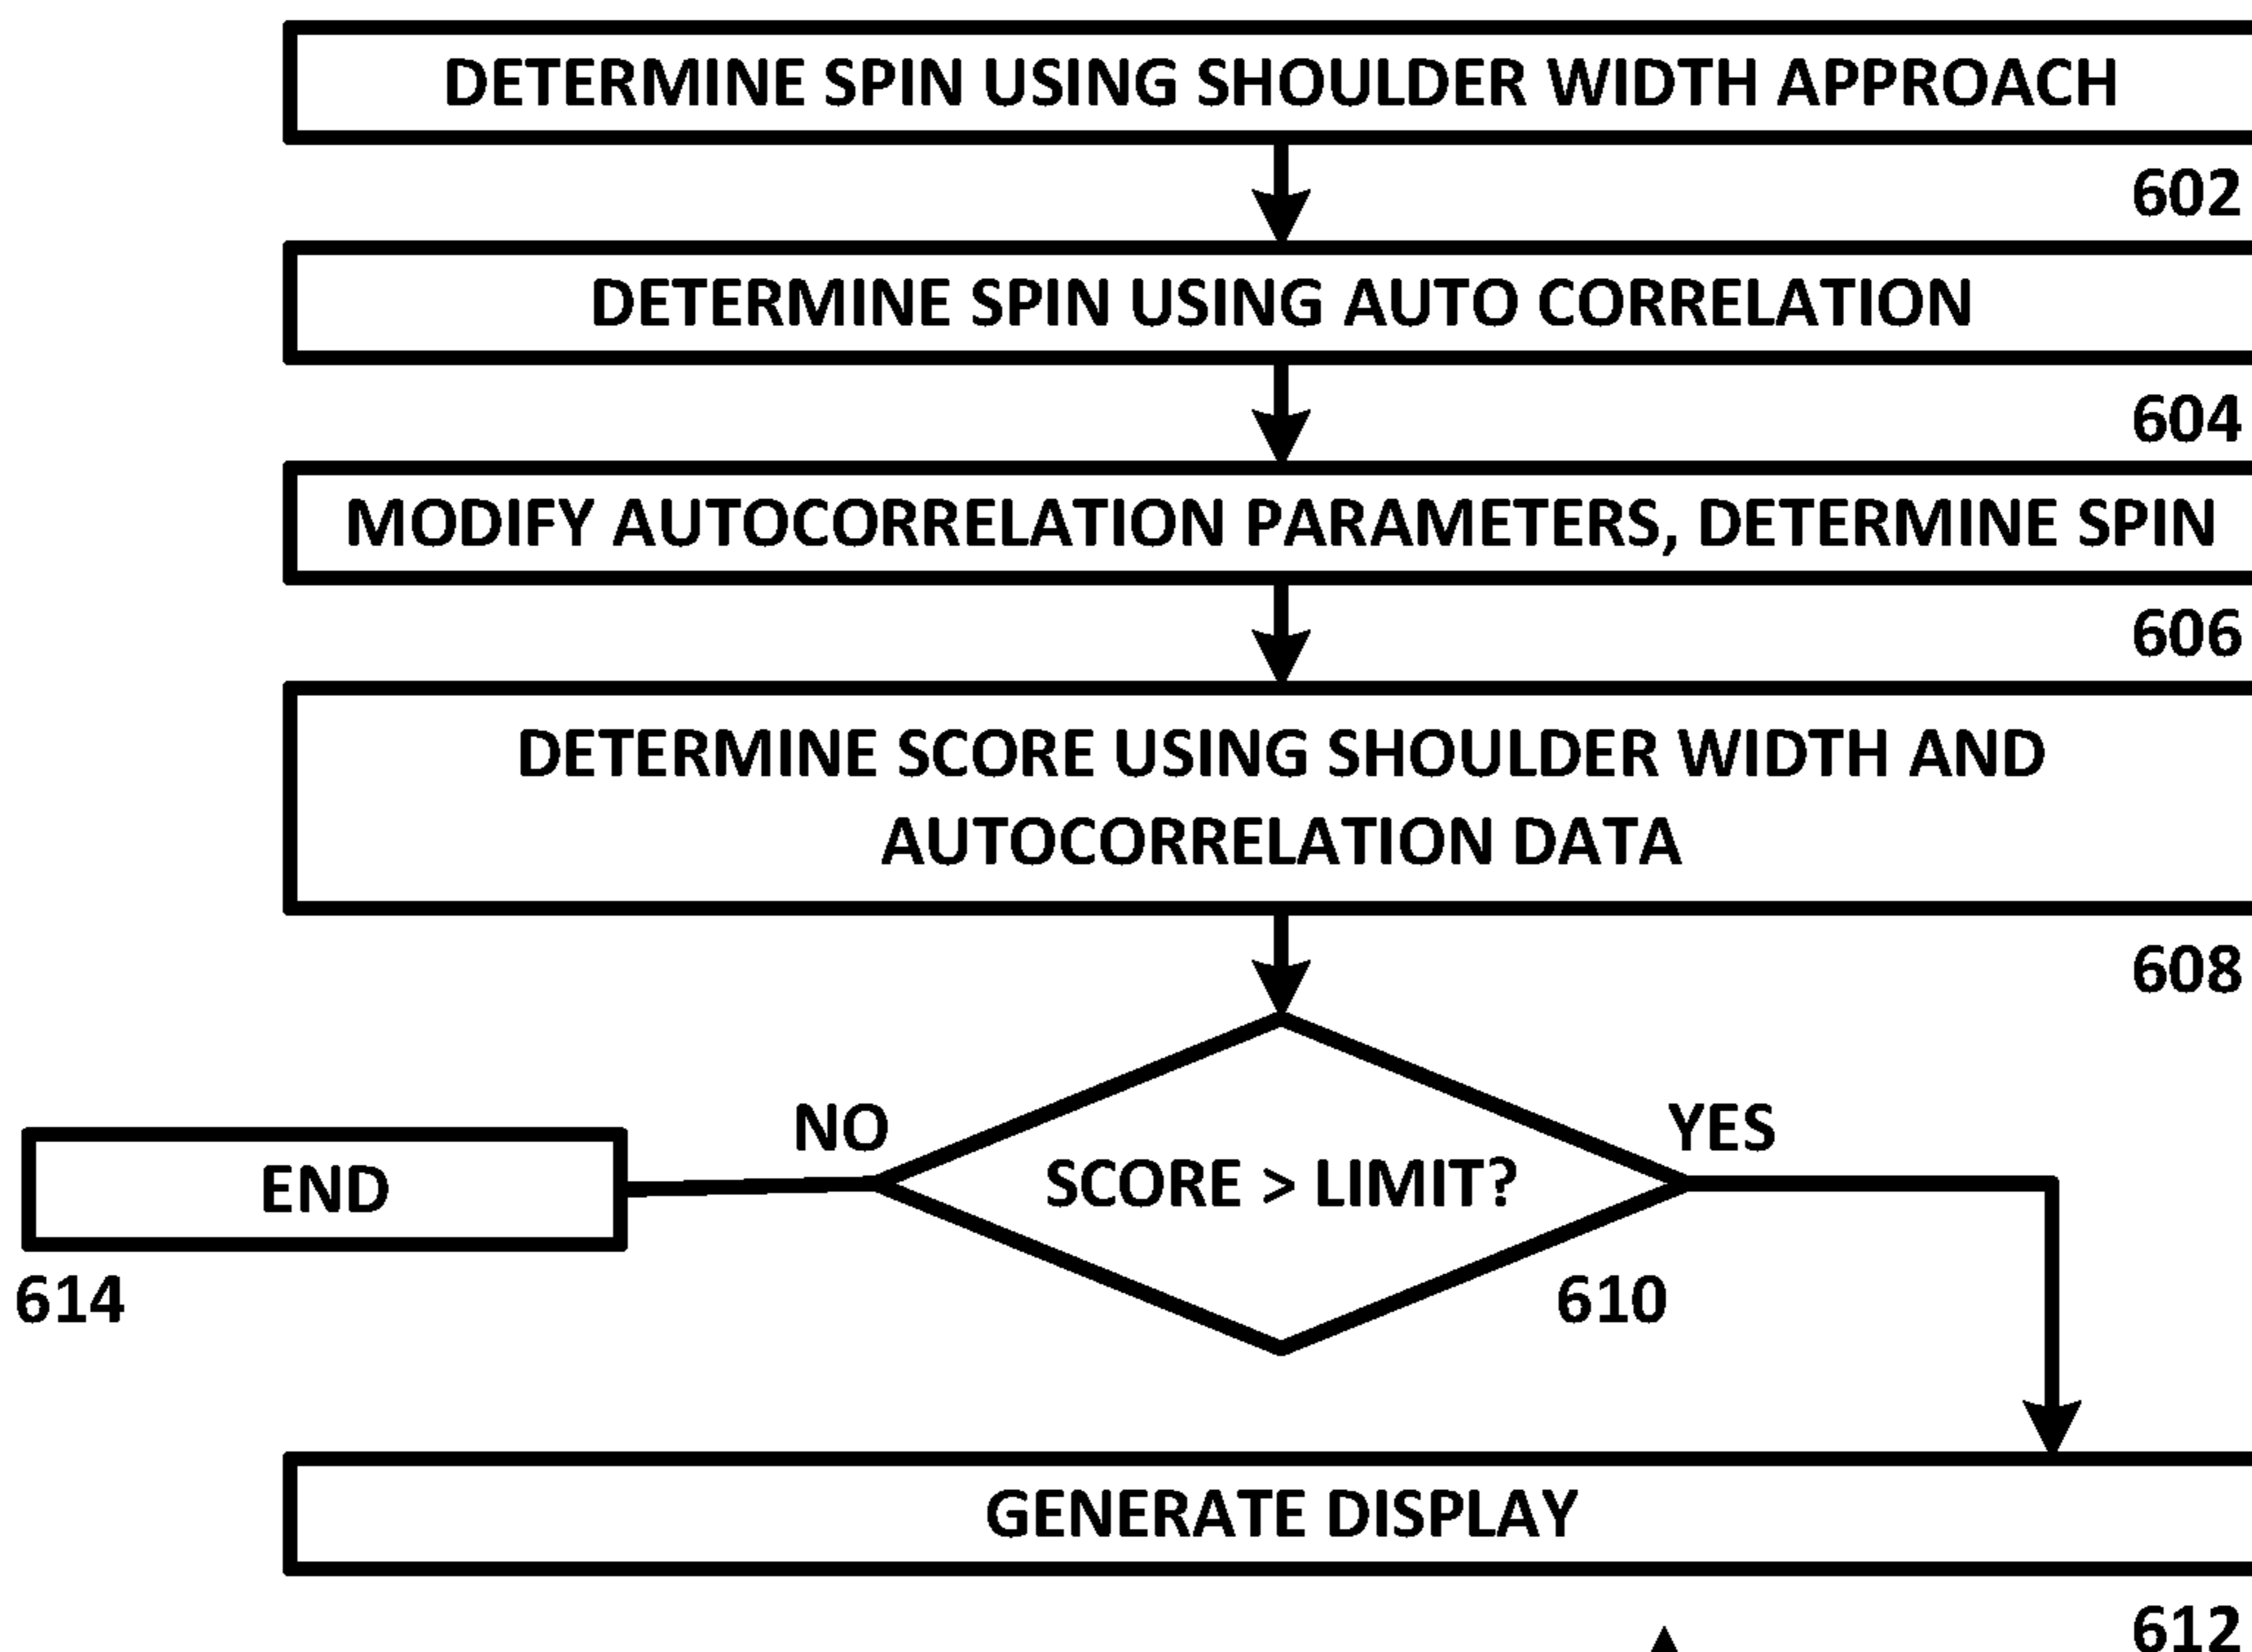 DETERMINE SPIN USING SHOULDER WIDTH APPROACH
602
DETERMINE SPIN USING AUTO CORRELATION
604
MODIFY AUTOCORRELATION PARAMETERS, DETERMINE SPIN
606
DETERMINE SCORE USING SHOULDER WIDTH AND
AUTOCORRELATION DATA
608
NO
YES
END
SCORE > LIMIT?
614
610
GENERATE DISPLAY
612